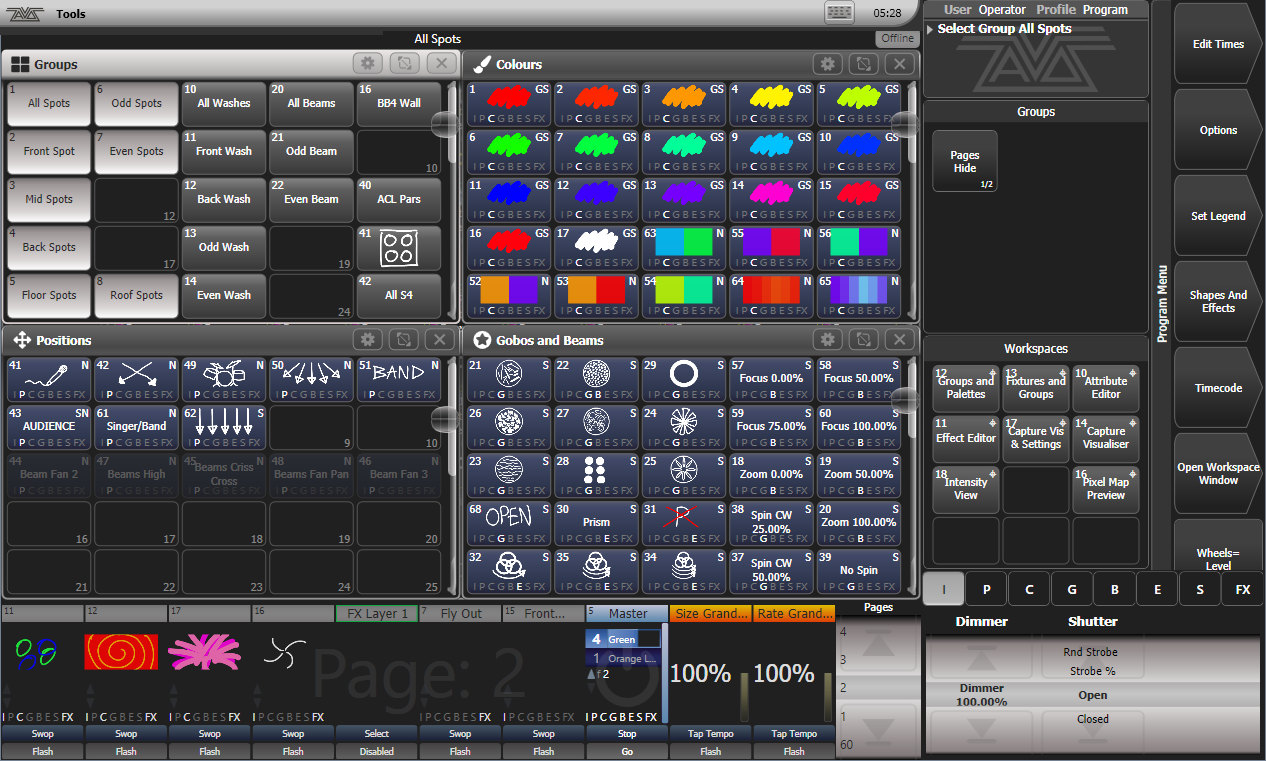 Tools
05:28
User Operator Profile Program
All Spots
Offline
Select Group All Spots
Groups
1 All Spots
6 Odd Spots
10 All Washes
20 All Beams
16 BB4 Wall
2 Front Spot
7 Even Spots
11 Front Wash
21 Odd Beam
10
3 Mid Spots
12
12 Back Wash
22 Even Beam
40 ACL Pars
4 Back Spots
17
13 Odd Wash
19
41
5 Floor Spots
8 Roof Spots
14 Even Wash
24
42 All S4
Colours
1 GS IPCGBESFX
2 GS IPCGBESFX
3 GS IPCGBESFX
4 GS IPCGBESFX
5 GS IPCGBESFX
6 GS IPCGBESFX
7 GS IPCGBESFX
8 GS IPCGBESFX
9 GS IPCGBESFX
10 GS IPCGBESFX
11 GS IPCGBESFX
12 GS IPCGBESFX
13 GS IPCGBESFX
14 GS IPCGBESFX
15 GS IPCGBESFX
16 GS IPCGBESFX
17 GS IPCGBESFX
63 N IPCGBESFX
55 N IPCGBESFX
56 N IPCGBESFX
52 N IPCGBESFX
53 N IPCGBESFX
54 N IPCGBESFX
64 N IPCGBESFX
65 N IPCGBESFX
Positions
41 N IPCGBESFX
42 N IPCGBESFX
49 N IPCGBESFX
50 N IPCGBESFX
51 BAND N IPCGBESFX
43 SN AUDIENCE IPCGBESFX
61 N Singer/Band IPCGBESFX
62 S IPCGBESFX
9
10
44 N Beam Fan 2 IPCGBESFX
47 N Beams High IPCGBESFX
45 N Beams Criss Cross IPCGBESFX
48 N Beams Fan Pan IPCGBESFX
46 N Beam Fan 3 IPCGBESFX
16
17
18
19
20
21
22
23
24
25
Gobos and Beams
21 S IPCGBESFX
22 S IPCGBESFX
29 S IPCGBESFX
57 S Focus 0.00% IPCGBESFX
58 S Focus 50.00% IPCGBESFX
26 S IPCGBESFX
27 S IPCGBESFX
24 S IPCGBESFX
59 S Focus 75.00% IPCGBESFX
60 S Focus 100.00% IPCGBESFX
23 S IPCGBESFX
28 S IPCGBESFX
25 S IPCGBESFX
18 S Zoom 0.00% IPCGBESFX
19 S Zoom 50.00% IPCGBESFX
68 OPEN S IPCGBESFX
30 S Prism IPCGBESFX
31 P S IPCGBESFX
38 S Spin CW 25.00% IPCGBESFX
20 S Zoom 100.00% IPCGBESFX
32 S IPCGBESFX
35 S IPCGBESFX
34 S IPCGBESFX
37 S Spin CW 50.00% IPCGBESFX
39 S No Spin IPCGBESFX
Groups
Pages
Hide
1/2
Workspaces
12 Groups and Palettes
13 Fixtures and Groups
10 Attribute Editor
11 Effect Editor
17 Capture Vis & Settings
14 Capture Visualiser
18 Intensity View
16 Pixel Map Preview
Program Menu
Edit Times
Options
Set Legend
Shapes And
Effects
Timecode
Open Workspace
Window
Wheels=
Level
I P C G B E S FX
Dimmer
Shutter
Rnd Strobe
Strobe %
Dimmer
100.00%
Open
Closed
11
12
17
16
FX Layer 1
7 Fly Out
15 Front...
5 Master
Size Grand...
Rate Grand...
Pages
Page: 2
4 Green
1 Orange L...
f 2
100%
100%
4
3
2
1
60
IPCGBESFX
IPCGBESFX
IPCGBESFX
IPCGBESFX
IPCGBESFX
IPCGBESFX
IPCGBESFX
Swop
Swop
Swop
Swop
Select
Swop
Swop
Stop
Tap Tempo
Tap Tempo
Flash
Flash
Flash
Flash
Disabled
Flash
Flash
Go
Flash
Flash